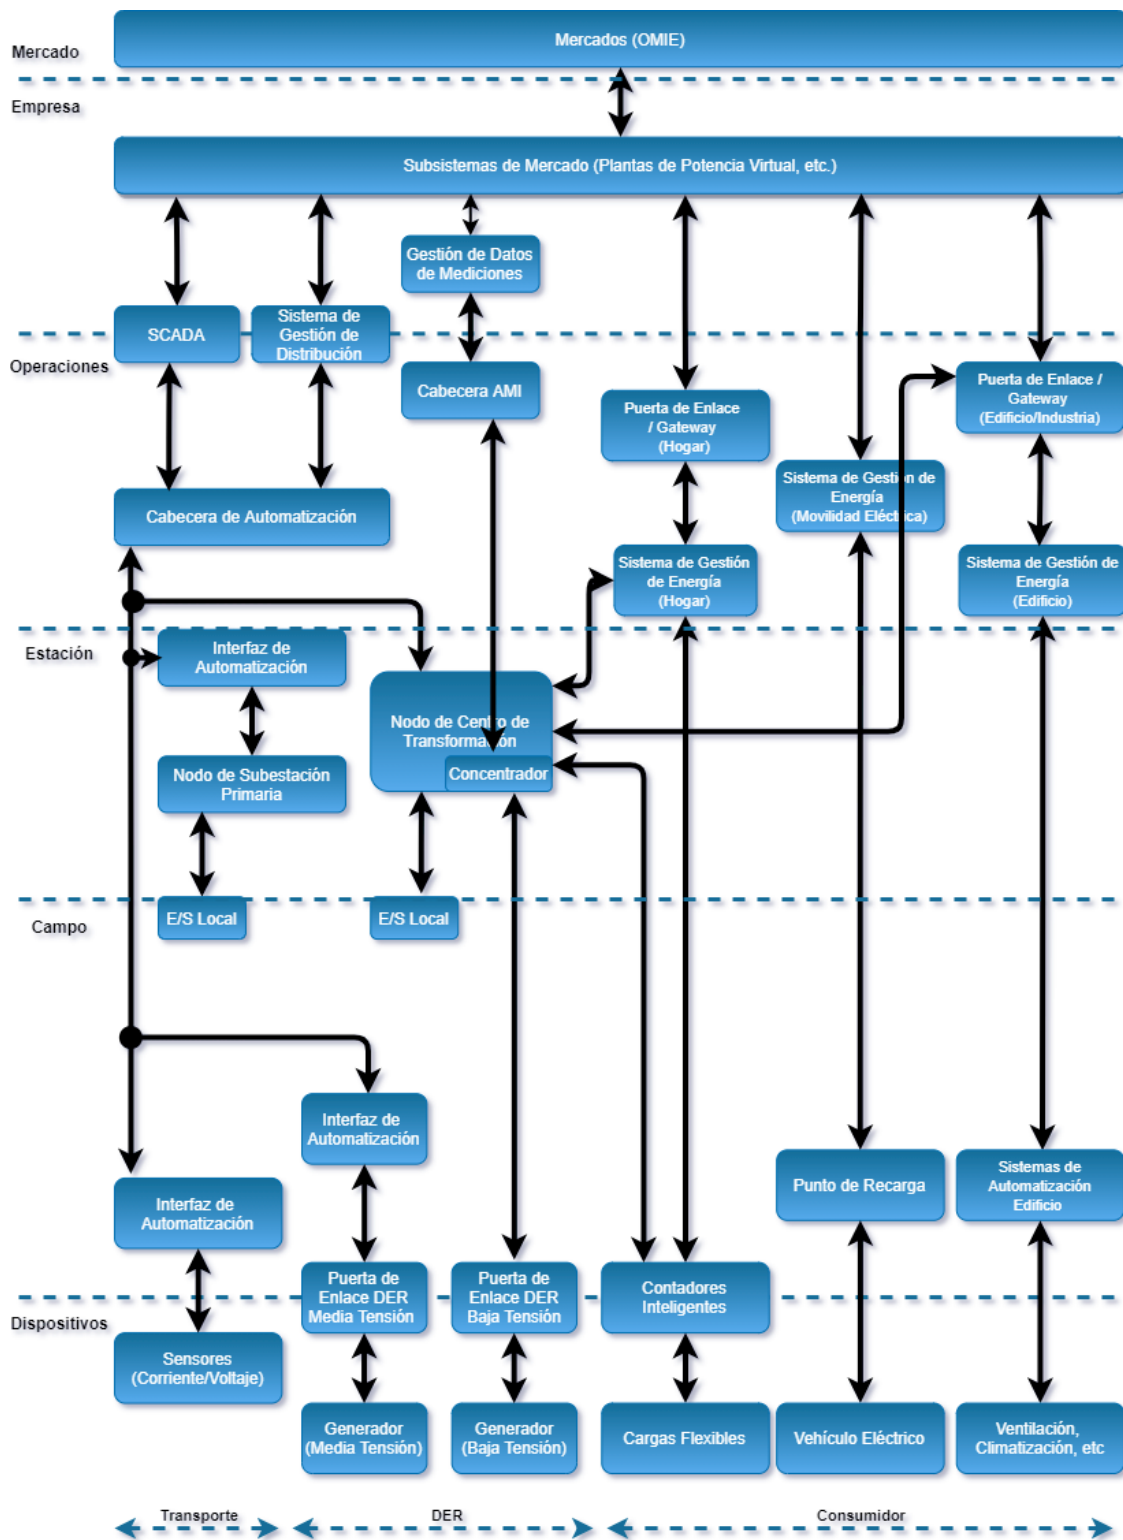 Mercados (OMIE)
Mercado
Empresa
Subsistemas de Mercado (Plantas de Potencia Virtual, etc.)
Gestión de Datos
de Mediciones
SCADA
Sistema de
Gestión de
Distribución
Operaciones
Cabecera AMI
Puerta de Enlace
/ Gateway
(Hogar)
Puerta de Enlace /
Gateway
(Edificio/Industria)
Sistema de Gestión de
Energía
(Movilidad Eléctrica)
Cabecera de Automatización
Sistema de Gestión
de Energía
(Hogar)
Sistema de Gestión de
Energía
(Edificio)
Estación
Interfaz de
Automatización
Nodo de Centro de
Transformación
Concentrador
Nodo de Subestación
Primaria
E/S Local
E/S Local
Campo
Interfaz de
Automatización
Interfaz de
Automatización
Punto de Recarga
Sistemas de
Automatización
Edificio
Puerta de
Enlace DER
Media Tensión
Puerta de
Enlace DER
Baja Tensión
Contadores
Inteligentes
Dispositivos
Sensores
(Corriente/Voltaje)
Generador
(Media Tensión)
Generador
(Baja Tensión)
Cargas Flexibles
Vehículo Eléctrico
Ventilación,
Climatización, etc
Transporte
DER
Consumidor